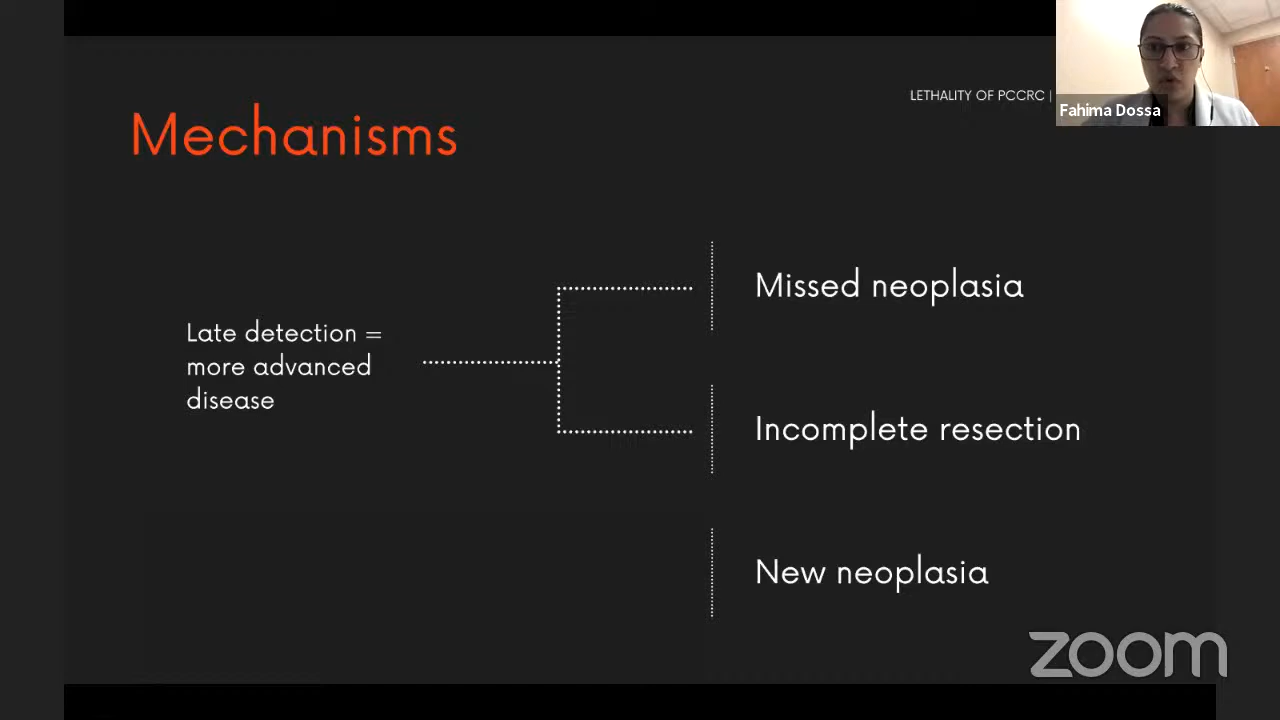 LETHALITY OF PCCRC |
Fahima Dossa
Mechanisms
Late detection =
more advanced
disease
Missed neoplasia
Incomplete resection
New neoplasia
zoom